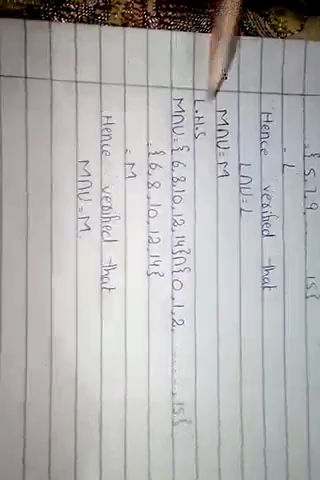 = { 5, 7, 9, ........ 15 }
= L
Hence verified that
L∩U = L
M∩U = M
L.H.S
M∩U = { 6, 8, 10, 12, 14 } ∩ { 0, 1, 2, ........, 15 }
= { 6, 8, 10, 12, 14 }
= M
Hence verified that
M∩U = M.